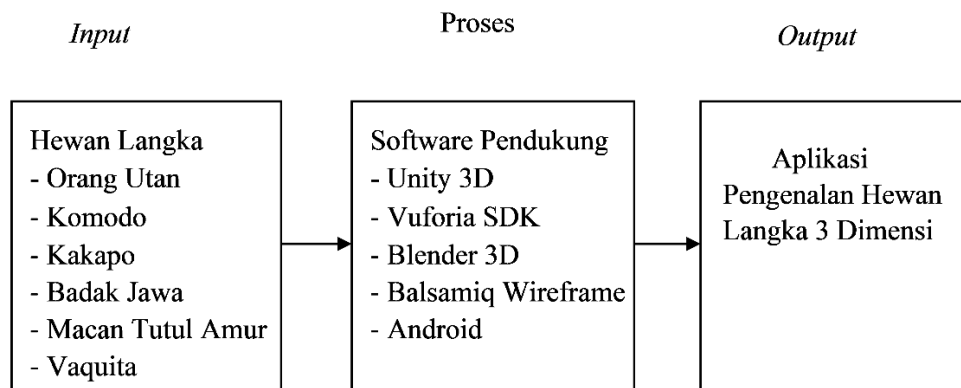 Input
Proses
Output
Hewan Langka
- Orang Utan
- Komodo
- Kakapo
- Badak Jawa
- Macan Tutul Amur
- Vaquita
Software Pendukung
- Unity 3D
- Vuforia SDK
- Blender 3D
- Balsamiq Wireframe
- Android
Aplikasi
Pengenalan Hewan
Langka 3 Dimensi